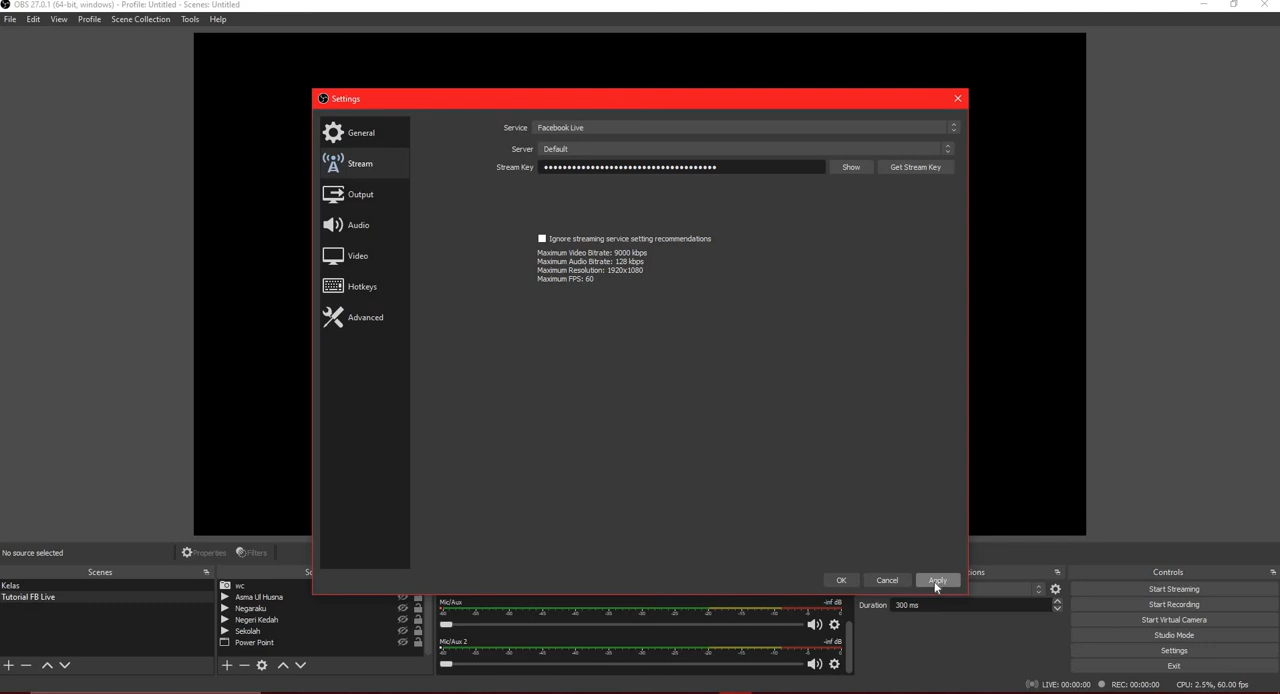 OBS 27.0.1 (64-bit, windows) - Profile: Untitled - Scenes: Untitled
File Edit View Profile Scene Collection Tools Help
Settings
General
Stream
Output
Audio
Video
Hotkeys
Advanced
Service Facebook Live
Server Default
Stream Key Show Get Stream Key
Ignore streaming service setting recommendations
Maximum Video Bitrate: 9000 kbps
Maximum Audio Bitrate: 128 kbps
Maximum Resolution: 1920x1080
Maximum FPS: 60
OK Cancel Apply
No source selected Properties Filters
Scenes
Kelas
Tutorial FB Live
wc
Asma Ul Husna
Negaraku
Negeri Kedah
Sekolah
Power Point
Mic/Aux -inf dB
Mic/Aux 2 -inf dB
Duration 300 ms
Controls
Start Streaming
Start Recording
Start Virtual Camera
Studio Mode
Settings
Exit
LIVE: 00:00:00 REC: 00:00:00 CPU: 2.5%, 60.00 fps